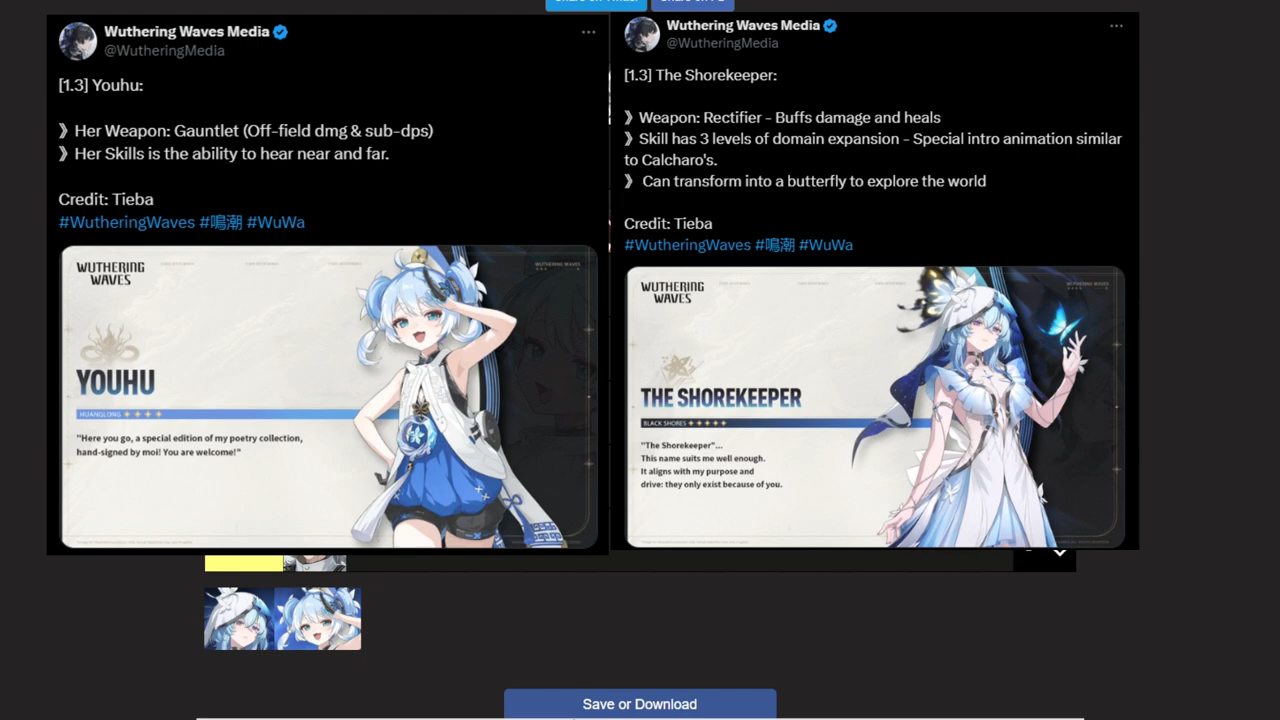 Wuthering Waves Media
@WutheringMedia
[1.3] Youhu:
》Her Weapon: Gauntlet (Off-field dmg & sub-dps)
》Her Skills is the ability to hear near and far.
Credit: Tieba
#WutheringWaves #鳴潮 #WuWa
WUTHERING
WAVES
WUTHERING WAVES
YOUHU
HUANGLONG
"Here you go, a special edition of my poetry collection,
hand-signed by moi! You are welcome!"
Wuthering Waves Media
@WutheringMedia
[1.3] The Shorekeeper:
》Weapon: Rectifier - Buffs damage and heals
》Skill has 3 levels of domain expansion - Special intro animation similar
to Calcharo's.
》 Can transform into a butterfly to explore the world
Credit: Tieba
#WutheringWaves #鳴潮 #WuWa
WUTHERING
WAVES
WUTHERING WAVES
THE SHOREKEEPER
BLACK SHORES
"The Shorekeeper"...
This name suits me well enough.
It aligns with my purpose and
drive: they only exist because of you.
Save or Download